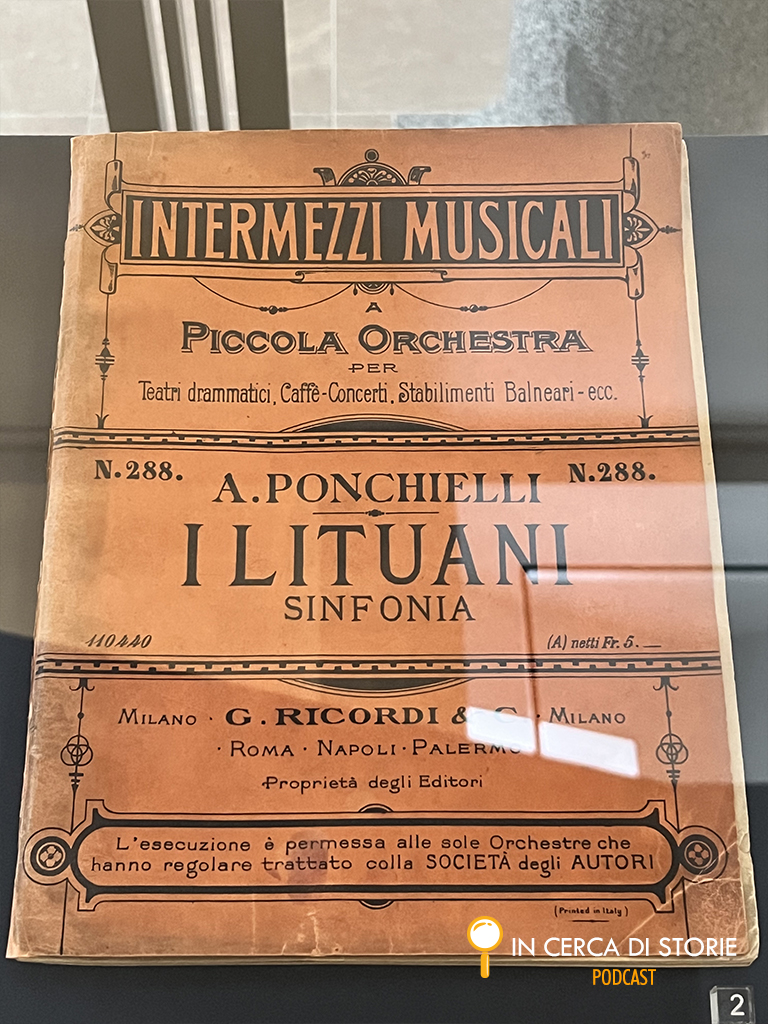 INTERMEZZI MUSICALI
A
PICCOLA ORCHESTRA
PER
Teatri drammatici, Caffè-Concerti, Stabilimenti Balneari - ecc.
N.288.
A. PONCHIELLI
N.288.
I LITUANI
SINFONIA
110440
(A) netti Fr. 5. —
MILANO · G. RICORDI & C. · MILANO
· ROMA · NAPOLI · PALERMO
Proprietà degli Editori
L'esecuzione è permessa alle sole Orchestre che
hanno regolare trattato colla SOCIETÀ degli AUTORI
(Printed in Italy)
IN CERCA DI STORIE
PODCAST
2